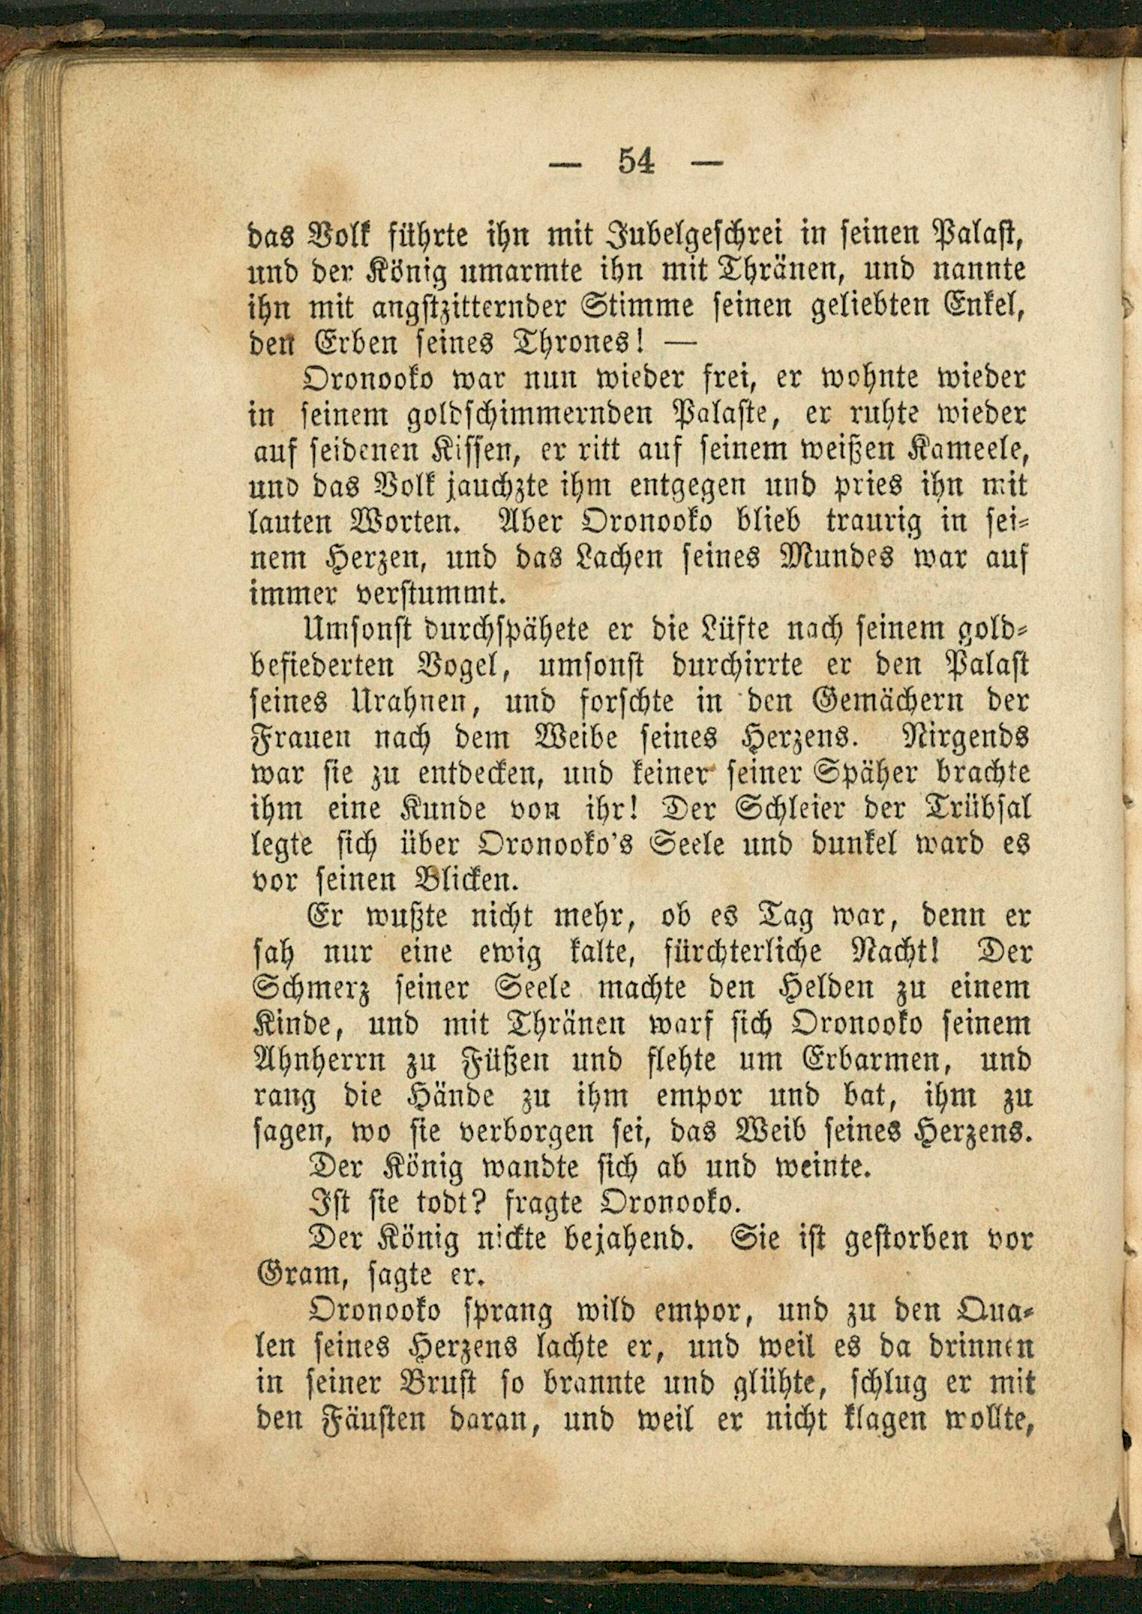 — 54 —
das Volk führte ihn mit Jubelgeschrei in seinen Palast,
und der König umarmte ihn mit Thränen, und nannte
ihn mit angstzitternder Stimme seinen geliebten Enkel,
den Erben seines Thrones! —
Oronooko war nun wieder frei, er wohnte wieder
in seinem goldschimmernden Palaste, er ruhte wieder
auf seidenen Kissen, er ritt auf seinem weißen Kameele,
und das Volk jauchzte ihm entgegen und pries ihn mit
lauten Worten. Aber Oronooko blieb traurig in sei-
nem Herzen, und das Lachen seines Mundes war auf
immer verstummt.
Umsonst durchspähete er die Lüfte nach seinem gold-
befiederten Vogel, umsonst durchirrte er den Palast
seines Urahnen, und forschte in den Gemächern der
Frauen nach dem Weibe seines Herzens. Nirgends
war sie zu entdecken, und keiner seiner Späher brachte
ihm eine Kunde von ihr! Der Schleier der Trübsal
legte sich über Oronooko's Seele und dunkel ward es
vor seinen Blicken.
Er wußte nicht mehr, ob es Tag war, denn er
sah nur eine ewig kalte, fürchterliche Nacht! Der
Schmerz seiner Seele machte den Helden zu einem
Kinde, und mit Thränen warf sich Oronooko seinem
Ahnherrn zu Füßen und flehte um Erbarmen, und
rang die Hände zu ihm empor und bat, ihm zu
sagen, wo sie verborgen sei, das Weib seines Herzens.
Der König wandte sich ab und weinte.
Ist sie todt? fragte Oronooko.
Der König nickte bejahend. Sie ist gestorben vor
Gram, sagte er.
Oronooko sprang wild empor, und zu den Qua-
len seines Herzens lachte er, und weil es da drinnen
in seiner Brust so brannte und glühte, schlug er mit
den Fäusten daran, und weil er nicht klagen wollte,